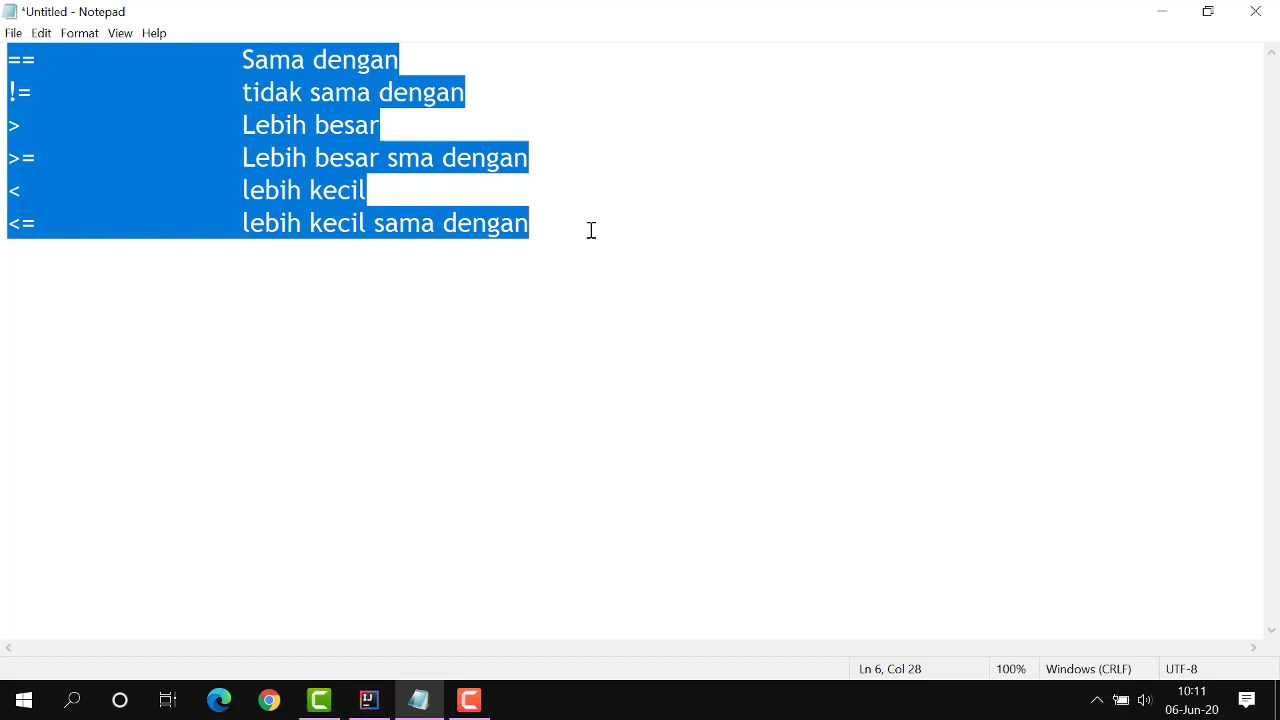 *Untitled - Notepad
File Edit Format View Help
== Sama dengan
!= tidak sama dengan
> Lebih besar
>= Lebih besar sma dengan
< lebih kecil
<= lebih kecil sama dengan
Ln 6, Col 28 100% Windows (CRLF) UTF-8
10:11
06-Jun-20